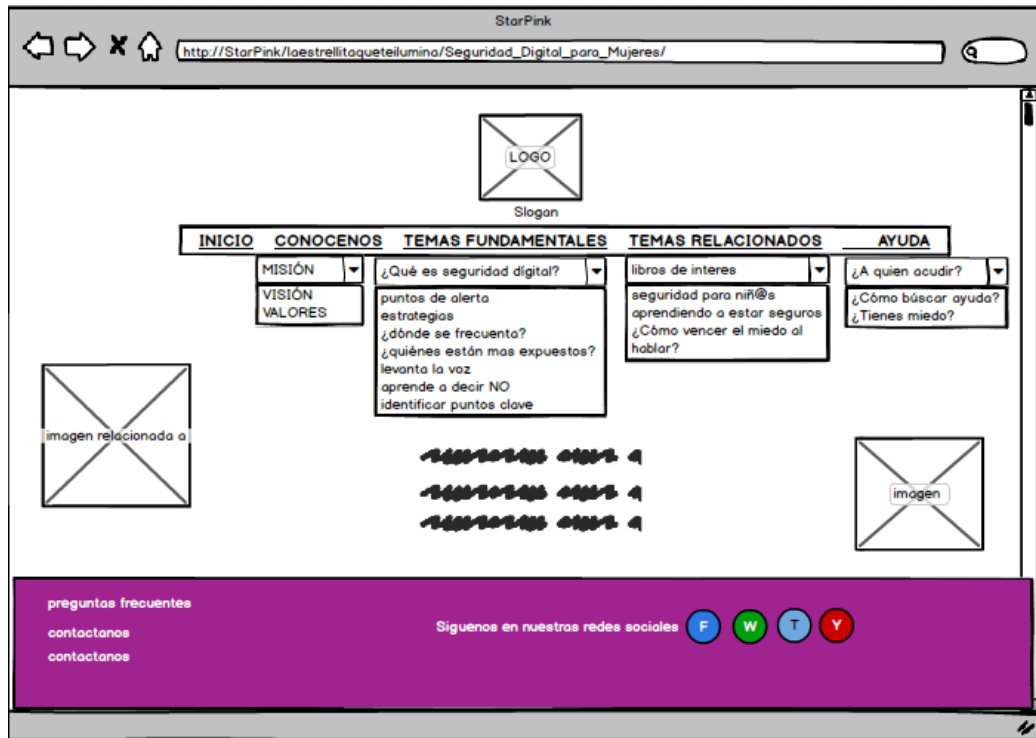 StarPink
http://StarPink/laestrellitaqueteilumina/Seguridad_Digital_para_Mujeres/
LOGO
Slogan
INICIO CONOCENOS TEMAS FUNDAMENTALES TEMAS RELACIONADOS AYUDA
MISIÓN
VISIÓN
VALORES
¿Qué es seguridad dígital?
puntos de alerta
estrategias
¿dónde se frecuenta?
¿quiénes están mas expuestos?
levanta la voz
aprende a decir NO
identificar puntos clave
libros de interes
seguridad para niñ@s
aprendiendo a estar seguros
¿Cómo vencer el miedo al
hablar?
¿A quien acudir?
¿Cómo búscar ayuda?
¿Tienes miedo?
imagen relacionada a
imagen
preguntas frecuentes
contactanos
contactanos
Siguenos en nuestras redes sociales F W T Y